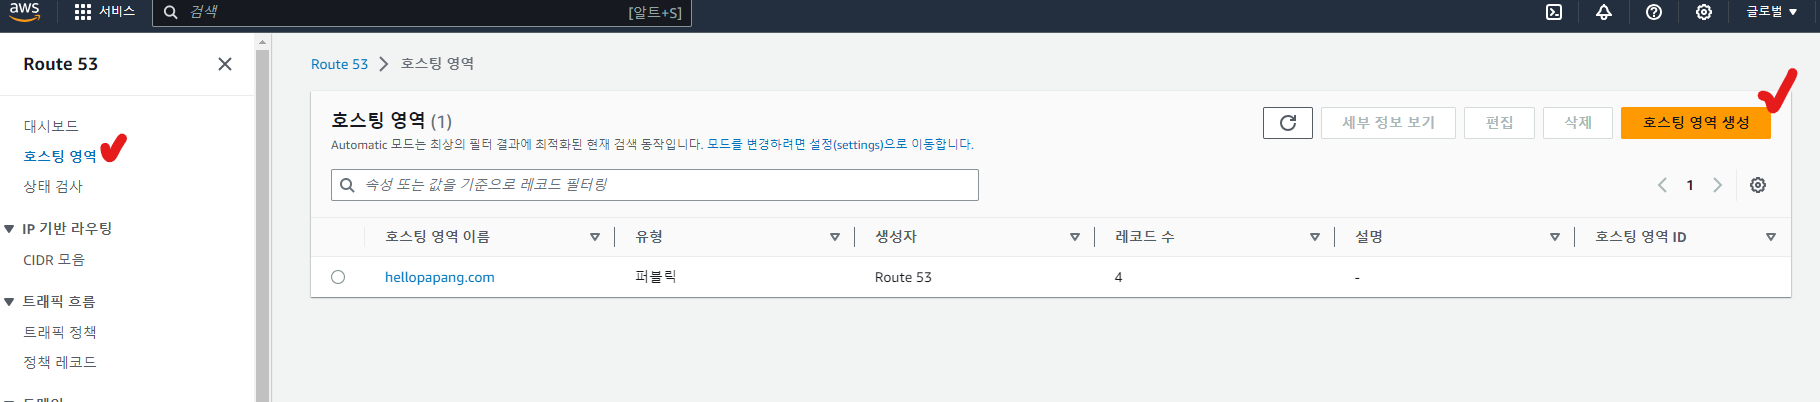 aws 서비스 검색 [알트+S] 글로벌
Route 53
대시보드
호스팅 영역
상태 검사
IP 기반 라우팅
CIDR 모음
트래픽 흐름
트래픽 정책
정책 레코드
Route 53 > 호스팅 영역
호스팅 영역 (1)
세부 정보 보기 편집 삭제 호스팅 영역 생성
Automatic 모드는 최상의 필터 결과에 최적화된 현재 검색 동작입니다. 모드를 변경하려면 설정(settings)으로 이동합니다.
속성 또는 값을 기준으로 레코드 필터링
1
호스팅 영역 이름 유형 생성자 레코드 수 설명 호스팅 영역 ID
hellopapang.com 퍼블릭 Route 53 4 -